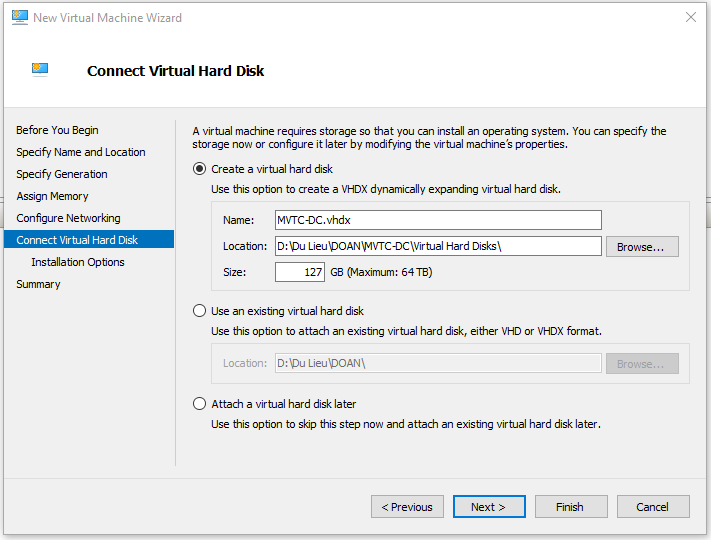 New Virtual Machine Wizard
Connect Virtual Hard Disk
Before You Begin
Specify Name and Location
Specify Generation
Assign Memory
Configure Networking
Connect Virtual Hard Disk
Installation Options
Summary
A virtual machine requires storage so that you can install an operating system. You can specify the
storage now or configure it later by modifying the virtual machine's properties.
Create a virtual hard disk
Use this option to create a VHDX dynamically expanding virtual hard disk.
Name: MVTC-DC.vhdx
Location: D:\Du Lieu\DOAN\MVTC-DC\Virtual Hard Disks\ Browse...
Size: 127 GB (Maximum: 64 TB)
Use an existing virtual hard disk
Use this option to attach an existing virtual hard disk, either VHD or VHDX format.
Location: D:\Du Lieu\DOAN\ Browse...
Attach a virtual hard disk later
Use this option to skip this step now and attach an existing virtual hard disk later.
< Previous Next > Finish Cancel